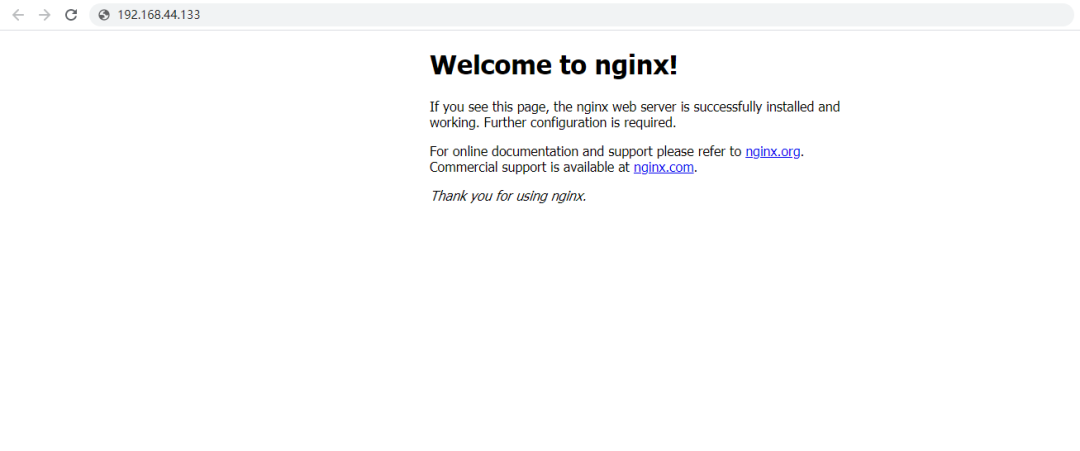 192.168.44.133
Welcome to nginx!
If you see this page, the nginx web server is successfully installed and
working. Further configuration is required.
For online documentation and support please refer to nginx.org.
Commercial support is available at nginx.com.
Thank you for using nginx.